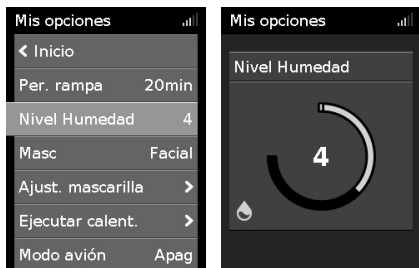 Mis opciones
Inicio
Per. rampa 20min
Nivel Humedad 4
Masc Facial
Ajust. mascarilla
Ejecutar calent.
Modo avión Apag
Mis opciones
Nivel Humedad
4